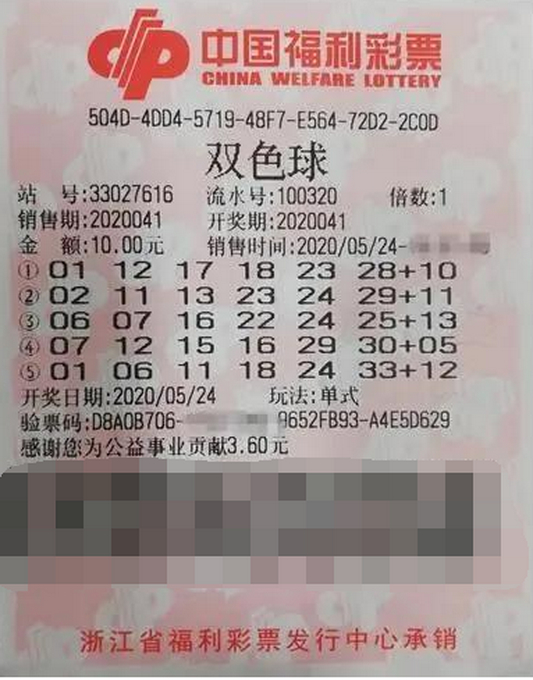 中国福利彩票
CHINA WELFARE LOTTERY
504D-4DD4-5719-48F7-E564-72D2-2C0D
双色球
站 号:33027616 流水号:100320 倍数:1
销售期:2020041 开奖期:2020041
金 额:10.00元 销售时间:2020/05/24-
① 01 12 17 18 23 28+10
② 02 11 13 23 24 29+11
③ 06 07 16 22 24 25+13
④ 07 12 15 16 29 30+05
⑤ 01 06 11 18 24 33+12
开奖日期:2020/05/24 玩法:单式
验票码:D8A0B706- 9652FB93-A4E5D629
感谢您为公益事业贡献3.60元
浙江省福利彩票发行中心承销